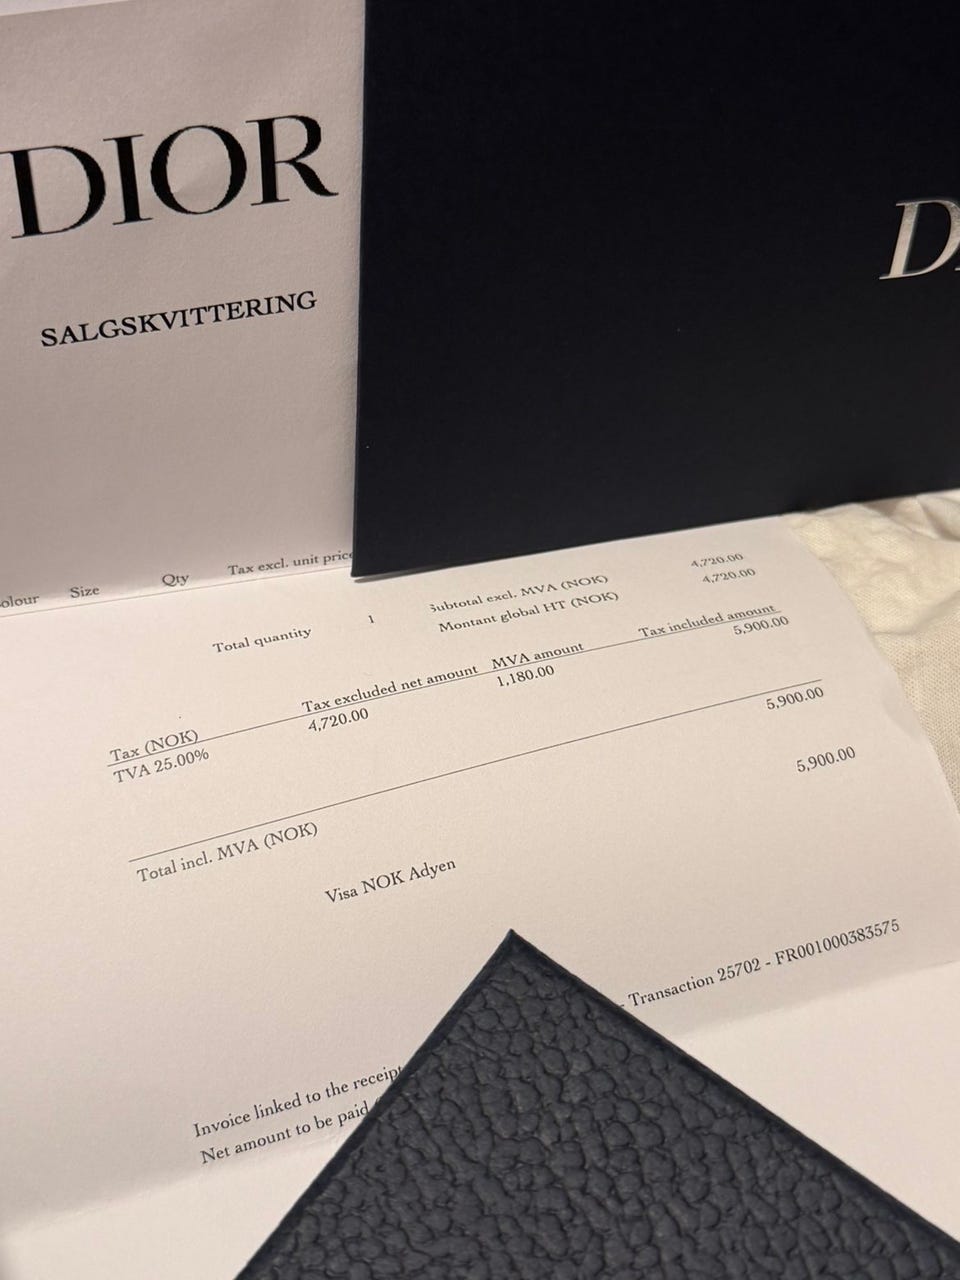 DIOR
SALGSKVITTERING
Size Qty Tax excl. unit price
Total quantity 1
Subtotal excl. MVA (NOK) 4,720.00
Montant global HT (NOK) 4,720.00
Tax (NOK) Tax excluded net amount MVA amount Tax included amount
TVA 25.00% 4,720.00 1,180.00 5,900.00
Total incl. MVA (NOK) 5,900.00
Visa NOK Adyen 5,900.00
- Transaction 25702 - FR001000383575
Invoice linked to the receipt
Net amount to be paid